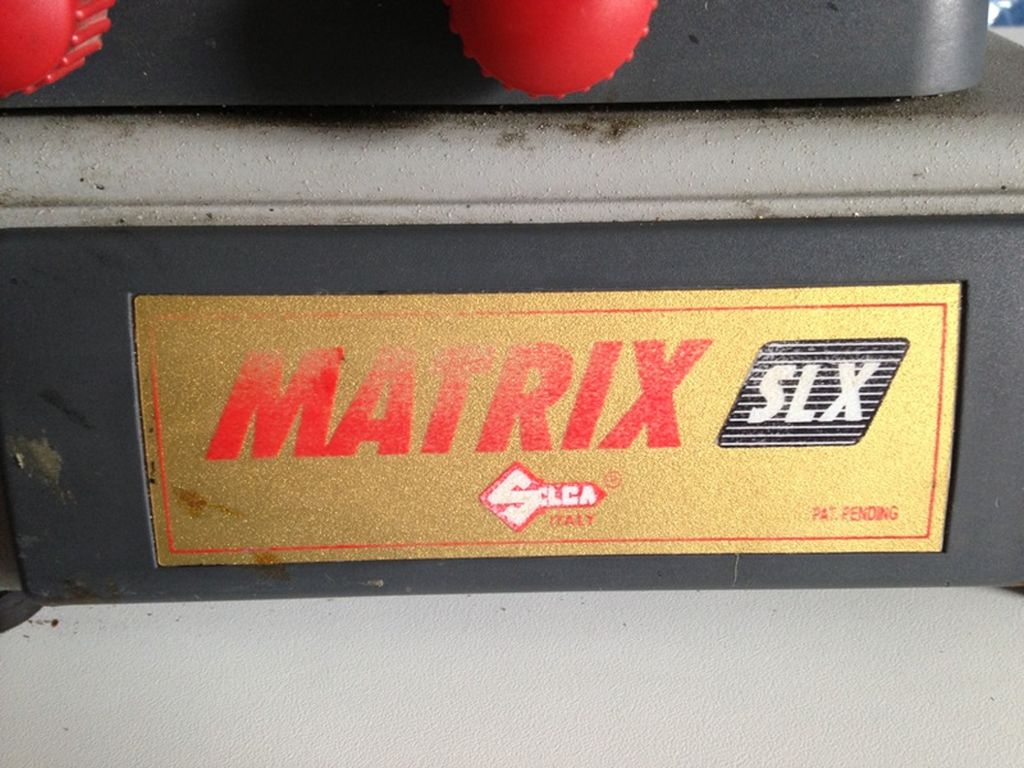 MATRIX SLX
SILCA ®
ITALY
PAT. PENDING